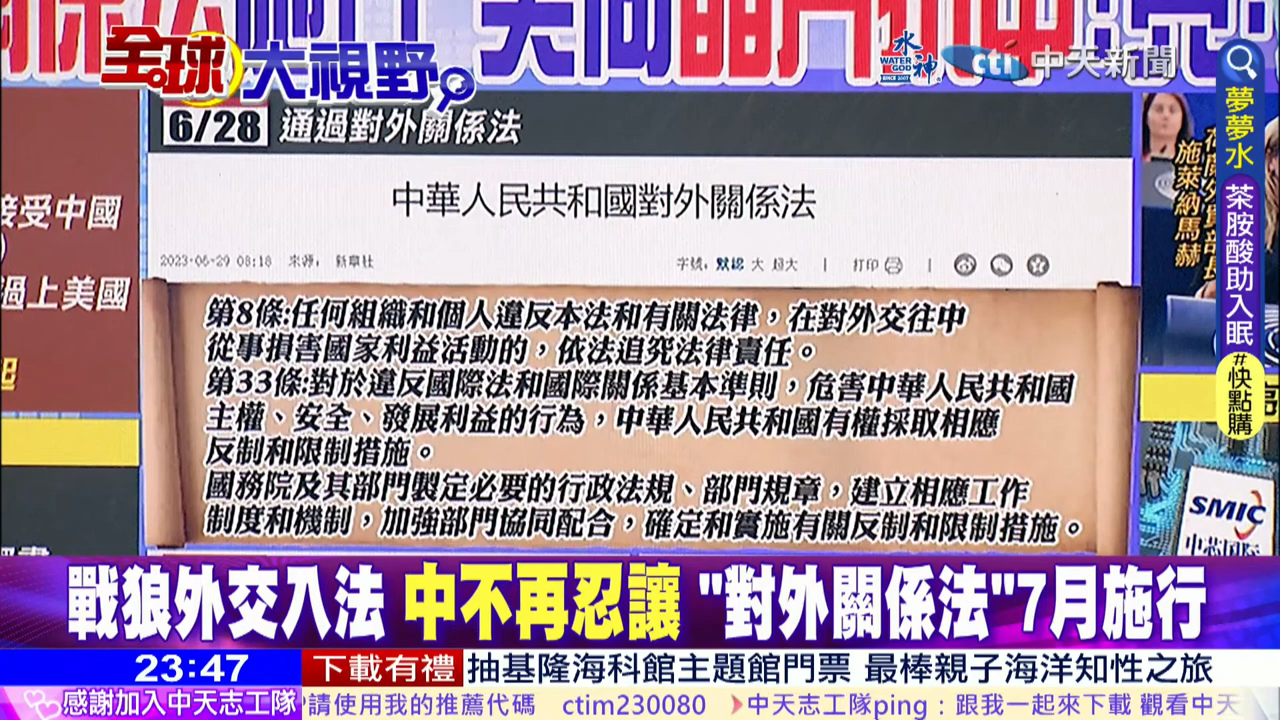 全球大視野
水神
WATER GOD
SINCE 2007
cti 中天新聞
6/28 通過對外關係法
中華人民共和國對外關係法
2023-06-29 08:18 來源: 新華社
字號: 默認 大 超大 | 打印 |
第8條:任何組織和個人違反本法和有關法律，在對外交往中
從事損害國家利益活動的，依法追究法律責任。
第33條:對於違反國際法和國際關係基本準則，危害中華人民共和國
主權、安全、發展利益的行為，中華人民共和國有權採取相應
反制和限制措施。
國務院及其部門製定必要的行政法規、部門規章，建立相應工作
制度和機制，加強部門協同配合，確定和實施有關反制和限制措施。
接受中國
過上美國
施萊納馬赫
SMIC
中芯國際
夢夢水
茶胺酸助入眠
#快點購
戰狼外交入法 中不再忍讓 "對外關係法"7月施行
23:47 下載有禮 抽基隆海科館主題館門票 最棒親子海洋知性之旅
感謝加入中天志工隊 請使用我的推薦代碼 ctim230080 中天志工隊ping：跟我一起來下載 觀看中天